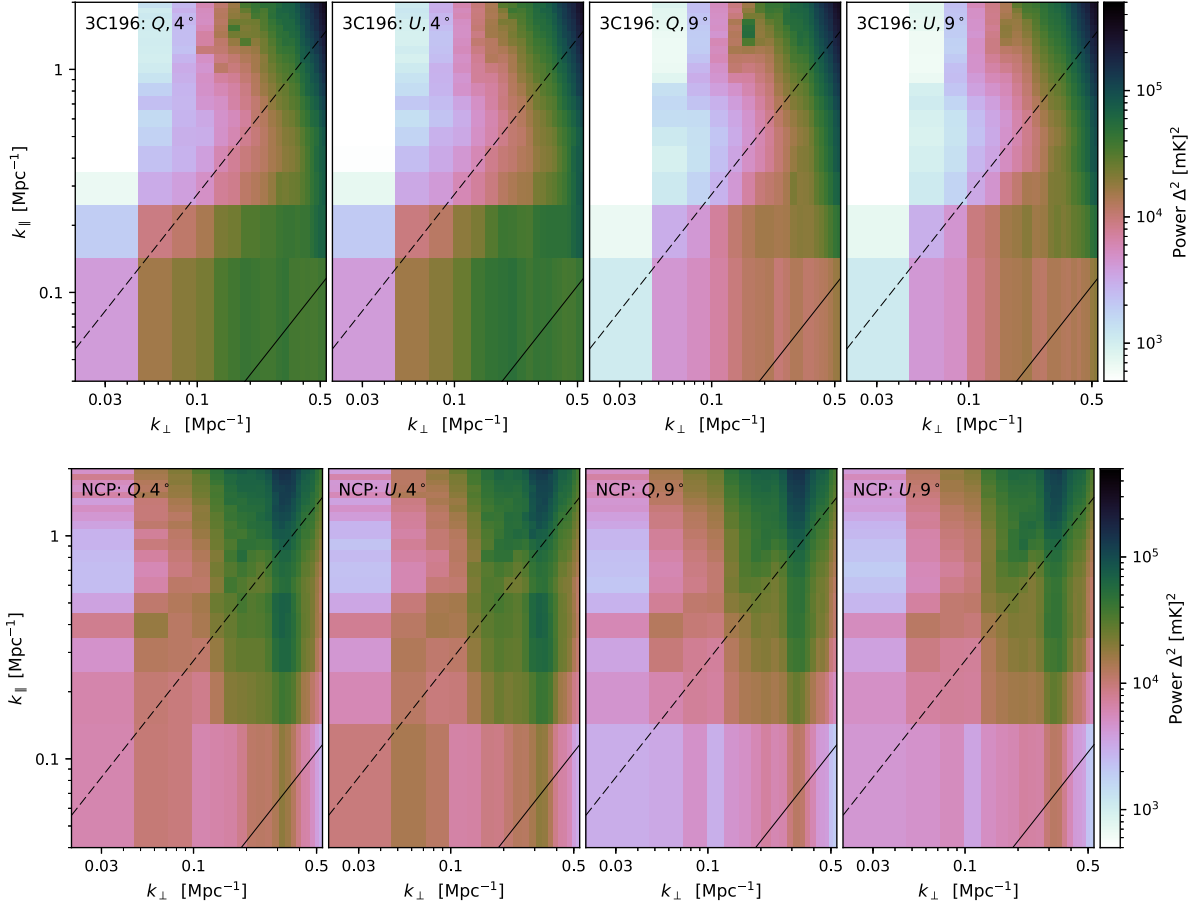 3C196: Q, 4°
3C196: U, 4°
3C196: Q, 9°
3C196: U, 9°
1
0.1
k∥ [Mpc⁻¹]
0.03 0.1 0.5
0.03 0.1 0.5
0.03 0.1 0.5
0.03 0.1 0.5
k⊥ [Mpc⁻¹]
k⊥ [Mpc⁻¹]
k⊥ [Mpc⁻¹]
k⊥ [Mpc⁻¹]
10⁵
10⁴
10³
Power Δ² [mK]²
NCP: Q, 4°
NCP: U, 4°
NCP: Q, 9°
NCP: U, 9°
1
0.1
k∥ [Mpc⁻¹]
0.03 0.1 0.5
0.03 0.1 0.5
0.03 0.1 0.5
0.03 0.1 0.5
k⊥ [Mpc⁻¹]
k⊥ [Mpc⁻¹]
k⊥ [Mpc⁻¹]
k⊥ [Mpc⁻¹]
10⁵
10⁴
10³
Power Δ² [mK]²